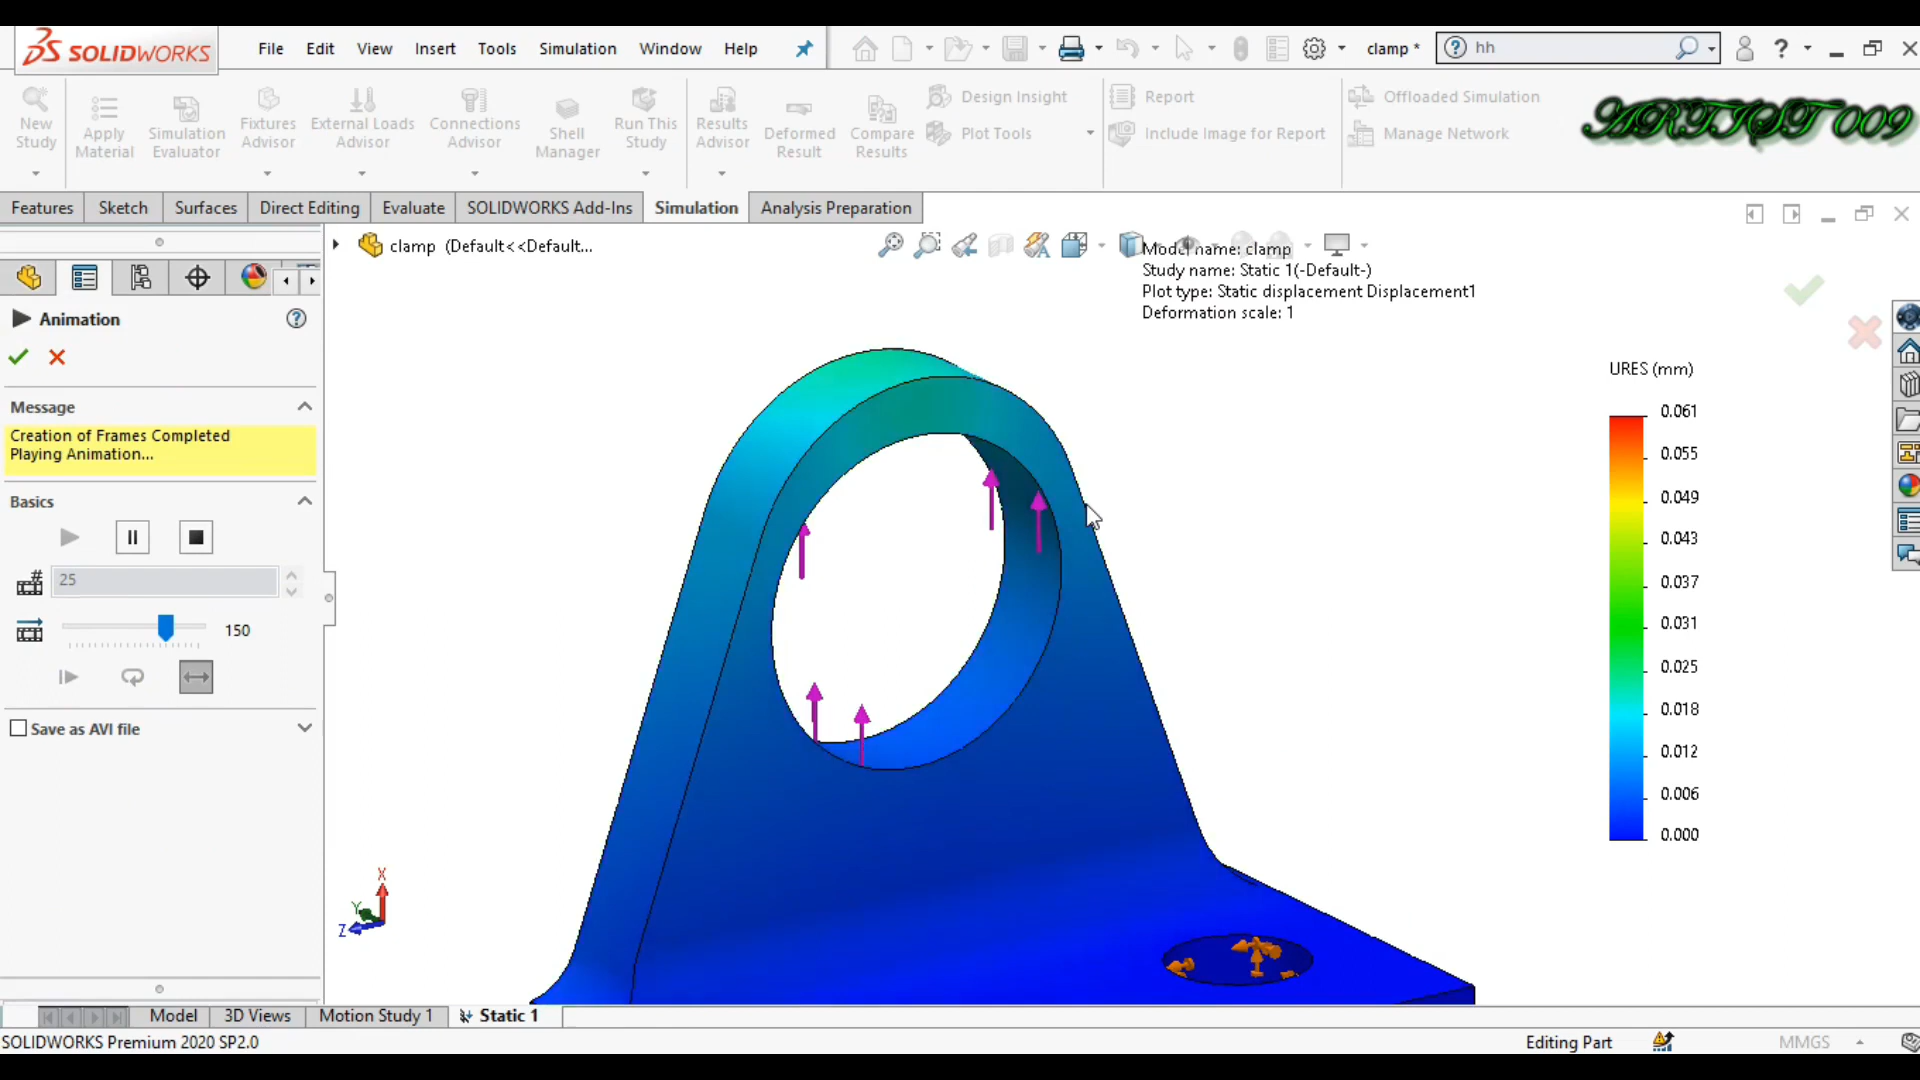 SOLIDWORKS File Edit View Insert Tools Simulation Window Help clamp * hh
New Study
Apply Material
Simulation Evaluator
Fixtures Advisor
External Loads Advisor
Connections Advisor
Shell Manager
Run This Study
Results Advisor
Deformed Result
Compare Results
Design Insight
Plot Tools
Report
Include Image for Report
Offloaded Simulation
Manage Network
ARTIST 009
Features Sketch Surfaces Direct Editing Evaluate SOLIDWORKS Add-Ins Simulation Analysis Preparation
clamp (Default<<Default...
Model name: clamp
Study name: Static 1(-Default-)
Plot type: Static displacement Displacement1
Deformation scale: 1
Animation
Message
Creation of Frames Completed
Playing Animation...
Basics
25
150
Save as AVI file
URES (mm)
0.061
0.055
0.049
0.043
0.037
0.031
0.025
0.018
0.012
0.006
0.000
X
Y
Z
Model 3D Views Motion Study 1 Static 1
SOLIDWORKS Premium 2020 SP2.0 Editing Part MMGS